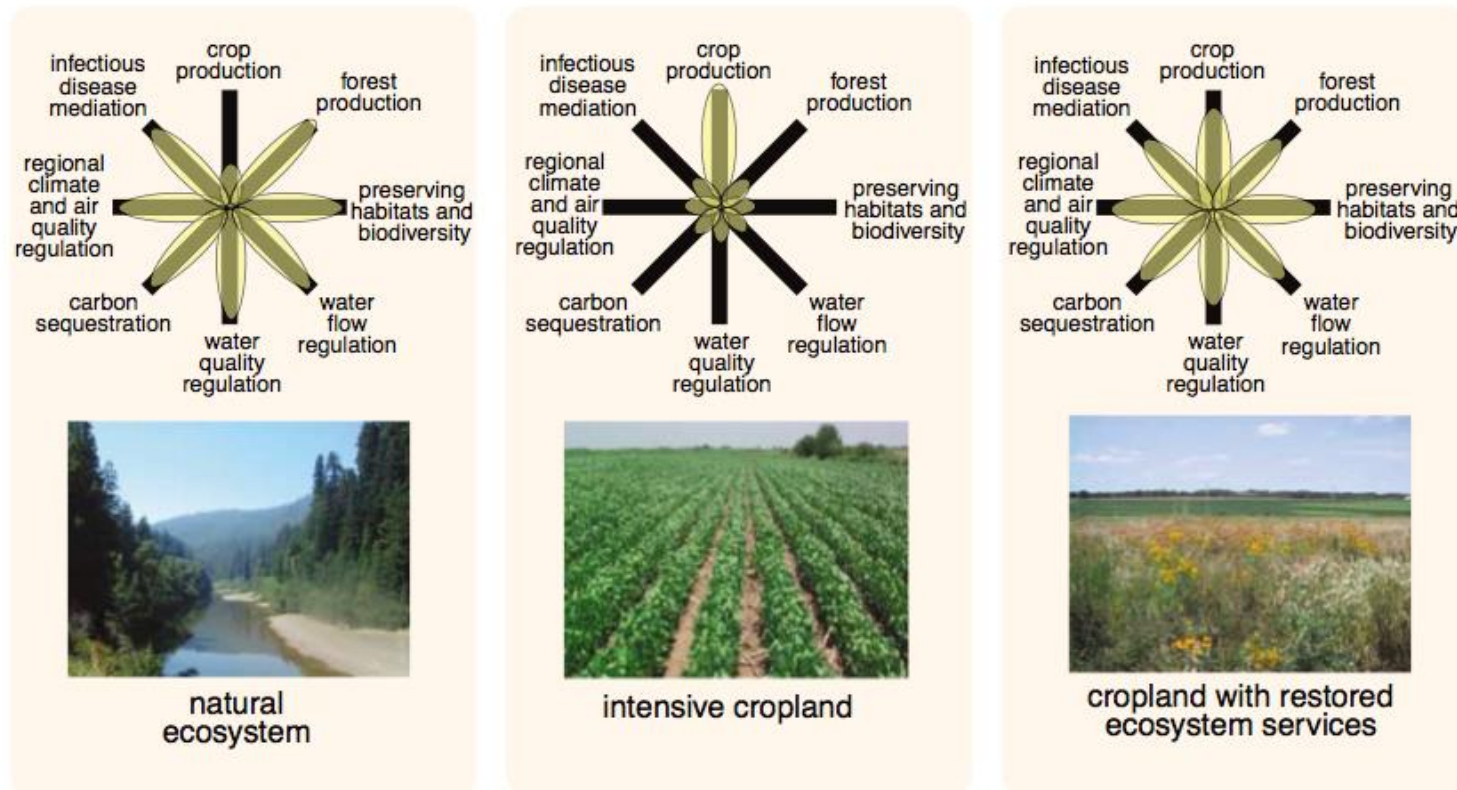 crop
production
infectious
disease
mediation
forest
production
regional
climate
and air
quality
regulation
preserving
habitats and
biodiversity
carbon
sequestration
water
flow
regulation
water
quality
regulation
natural
ecosystem
crop
production
infectious
disease
mediation
forest
production
regional
climate
and air
quality
regulation
preserving
habitats and
biodiversity
carbon
sequestration
water
flow
regulation
water
quality
regulation
intensive cropland
crop
production
infectious
disease
mediation
forest
production
regional
climate
and air
quality
regulation
preserving
habitats and
biodiversity
carbon
sequestration
water
flow
regulation
water
quality
regulation
cropland with restored
ecosystem services